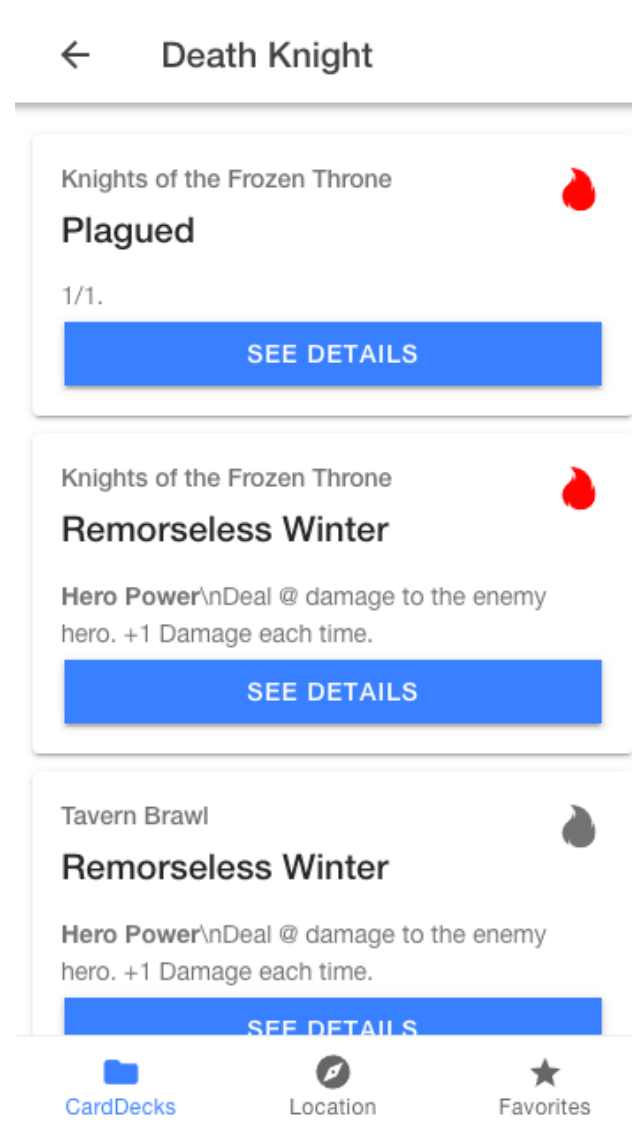 Death Knight
Knights of the Frozen Throne
Plagued
1/1.
SEE DETAILS
Knights of the Frozen Throne
Remorseless Winter
Hero Power\nDeal @ damage to the enemy
hero. +1 Damage each time.
SEE DETAILS
Tavern Brawl
Remorseless Winter
Hero Power\nDeal @ damage to the enemy
hero. +1 Damage each time.
SEE DETAILS
CardDecks
Location
Favorites